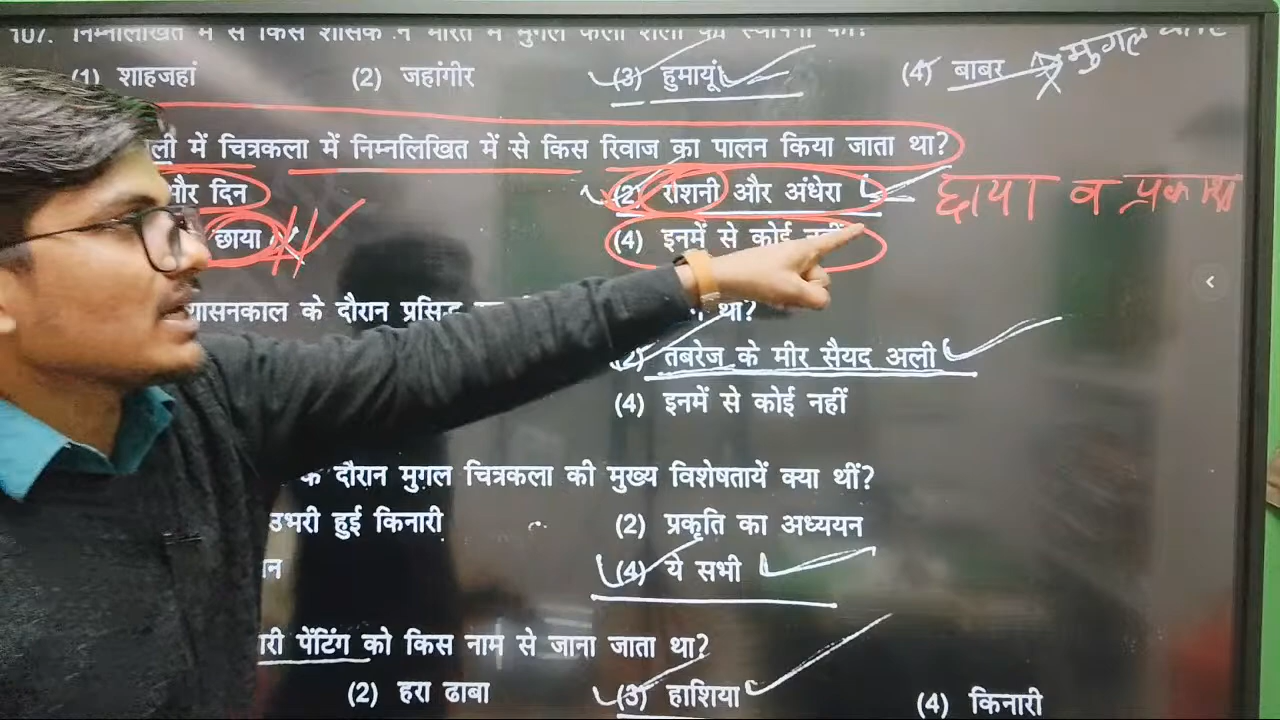 107. निम्नलिखित में से किस शासक ने भारत में मुगल कला शैली की स्थापना की?
(1) शाहजहां (2) जहांगीर (3) हुमायूं (4) बाबर मुगल
ली में चित्रकला में निम्नलिखित में से किस रिवाज का पालन किया जाता था?
और दिन (2) रोशनी और अंधेरा छाया व प्रकाश
छाया (4) इनमें से कोई नहीं
शासनकाल के दौरान प्रसिद्ध था?
(2) तबरेज के मीर सैयद अली
(4) इनमें से कोई नहीं
के दौरान मुगल चित्रकला की मुख्य विशेषतायें क्या थीं?
उभरी हुई किनारी (2) प्रकृति का अध्ययन
न (4) ये सभी
री पेंटिंग को किस नाम से जाना जाता था?
(2) हरा ढाबा (3) हाशिया (4) किनारी